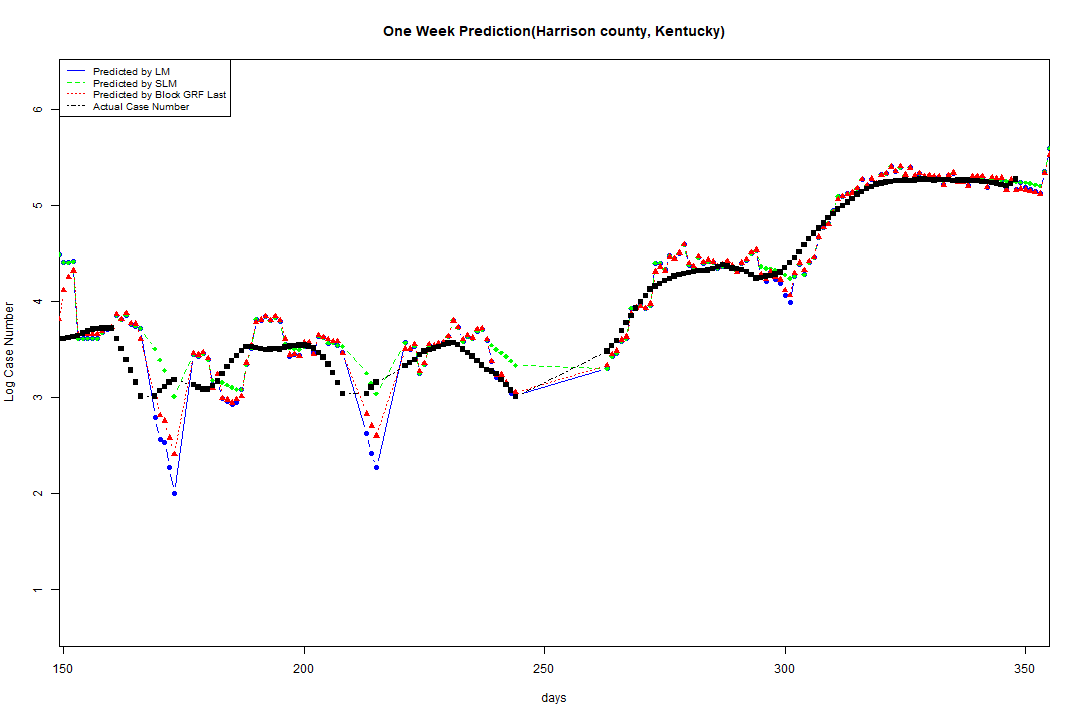 One Week Prediction(Harrison county, Kentucky)
Predicted by LM
Predicted by SLM
Predicted by Block GRF Last
Actual Case Number
6
5
4
3
2
1
Log Case Number
150 200 250 300 350
days